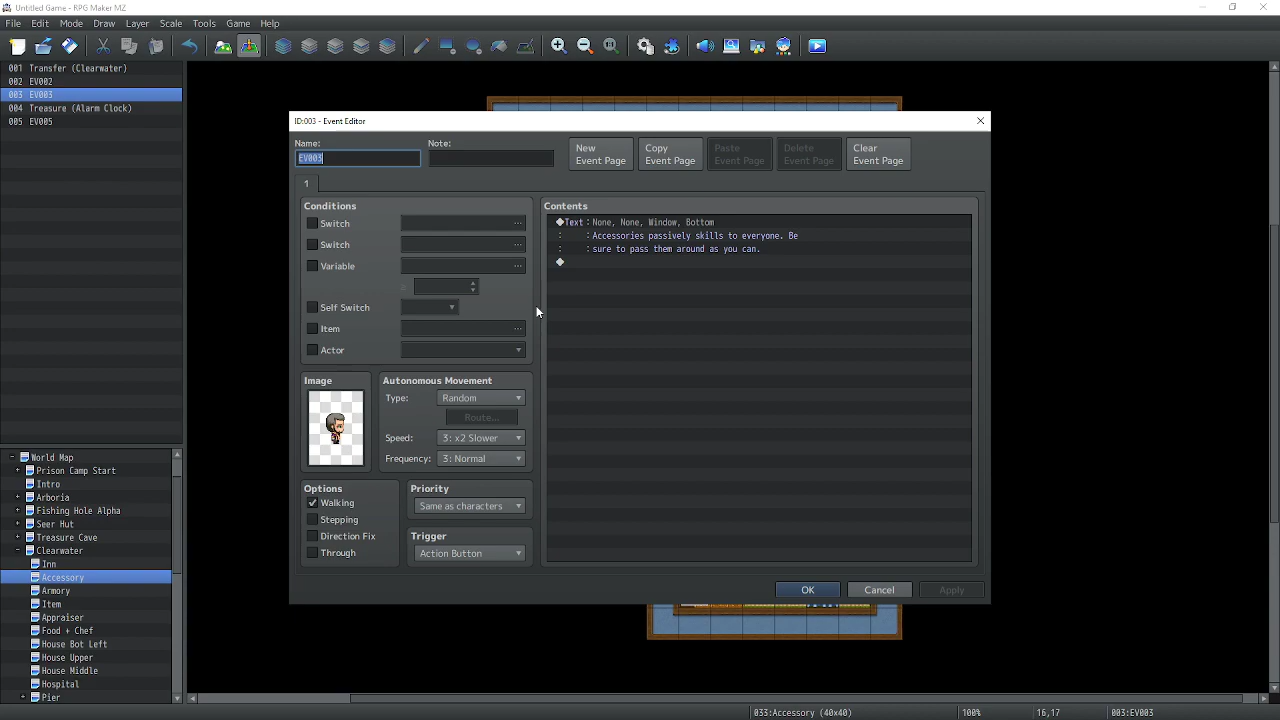 Untitled Game - RPG Maker MZ
File Edit Mode Draw Layer Scale Tools Game Help
001 Transfer (Clearwater)
002 EV002
003 EV003
004 Treasure (Alarm Clock)
005 EV005
ID:003 - Event Editor
Name:
Note:
EV003
New
Event Page
Copy
Event Page
Paste
Event Page
Delete
Event Page
Clear
Event Page
1
Conditions
Switch ...
Switch ...
Variable ...
≥
Self Switch
Item ...
Actor
Image
Autonomous Movement
Type: Random
Route...
Speed: 3: x2 Slower
Frequency: 3: Normal
Options
Walking
Stepping
Direction Fix
Through
Priority
Same as characters
Trigger
Action Button
Contents
◆Text : None, None, Window, Bottom
: : Accessories passively skills to everyone. Be
: : sure to pass them around as you can.
◆
OK
Cancel
Apply
World Map
Prison Camp Start
Intro
Arboria
Fishing Hole Alpha
Seer Hut
Treasure Cave
Clearwater
Inn
Accessory
Armory
Item
Appraiser
Food + Chef
House Bot Left
House Upper
House Middle
Hospital
Pier
033:Accessory (40x40)
100%
16,17
003:EV003